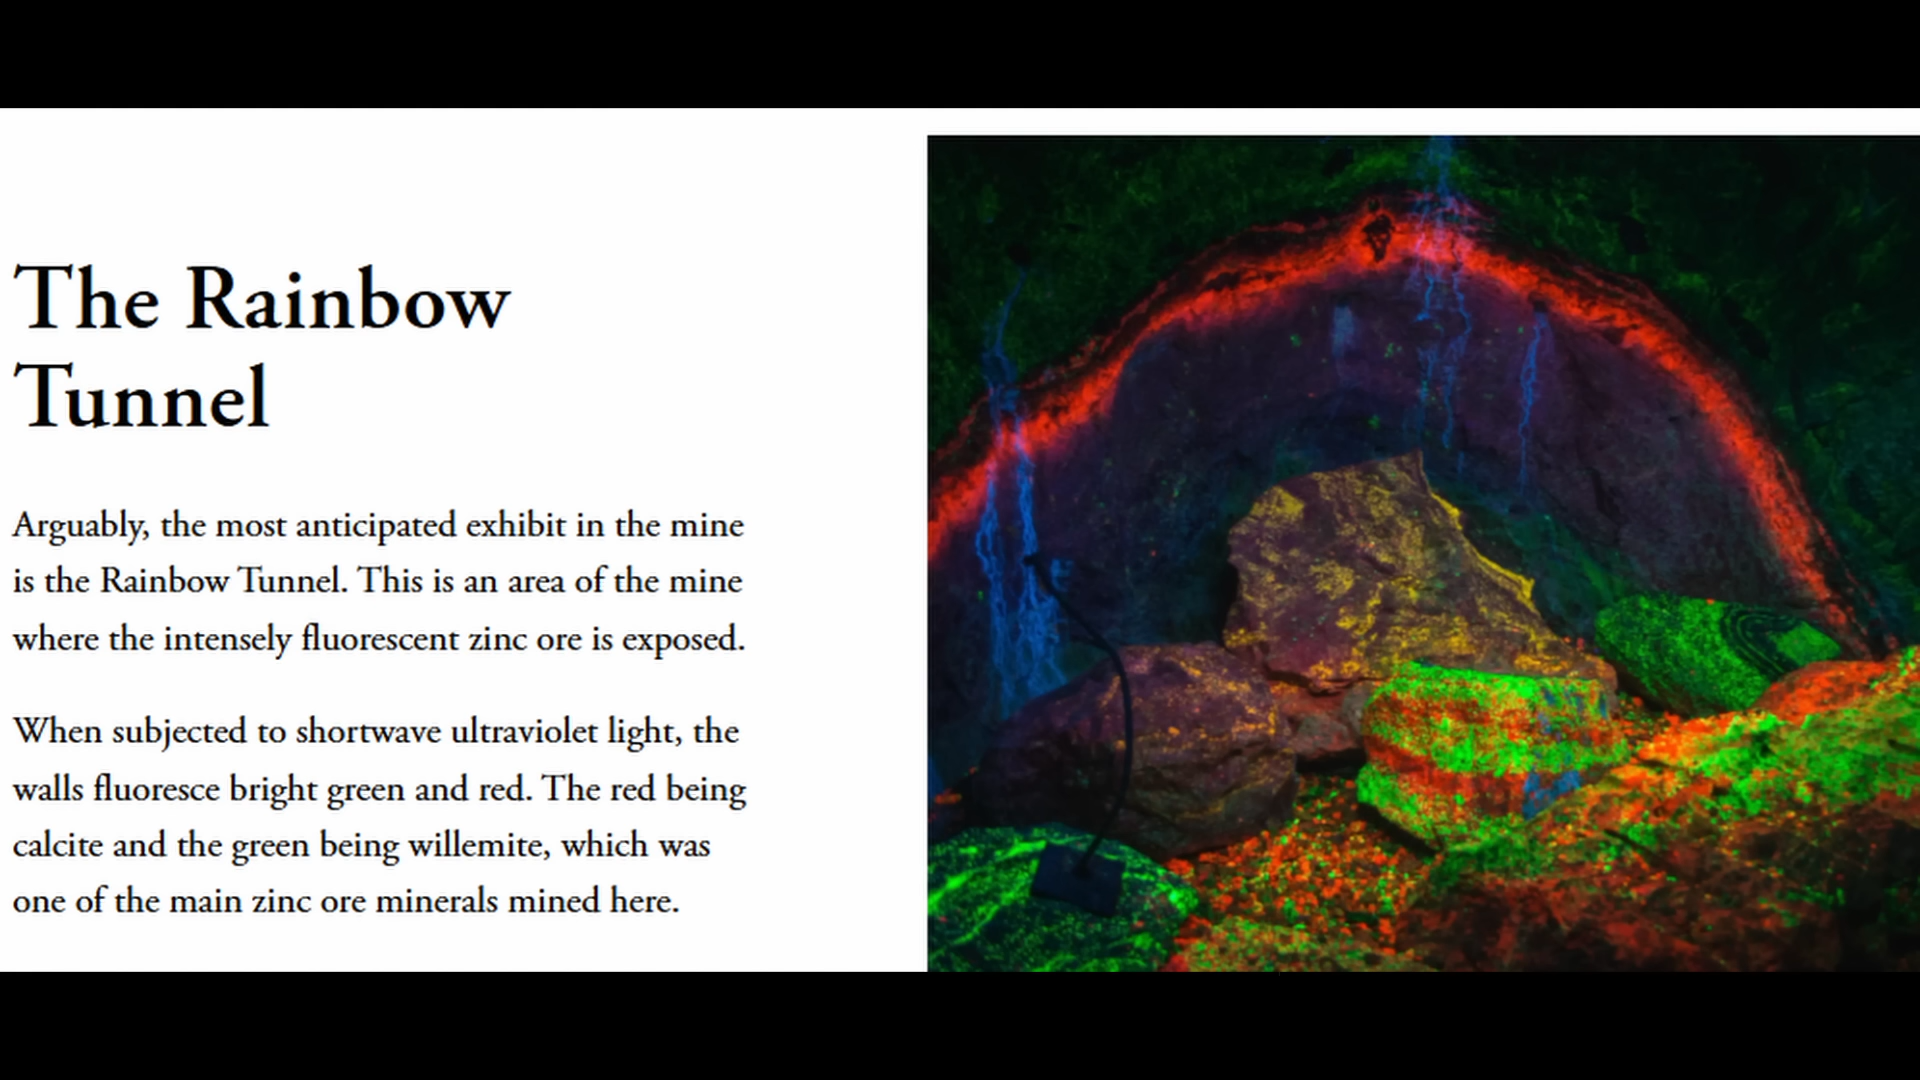 The Rainbow
Tunnel
Arguably, the most anticipated exhibit in the mine
is the Rainbow Tunnel. This is an area of the mine
where the intensely fluorescent zinc ore is exposed.
When subjected to shortwave ultraviolet light, the
walls fluoresce bright green and red. The red being
calcite and the green being willemite, which was
one of the main zinc ore minerals mined here.